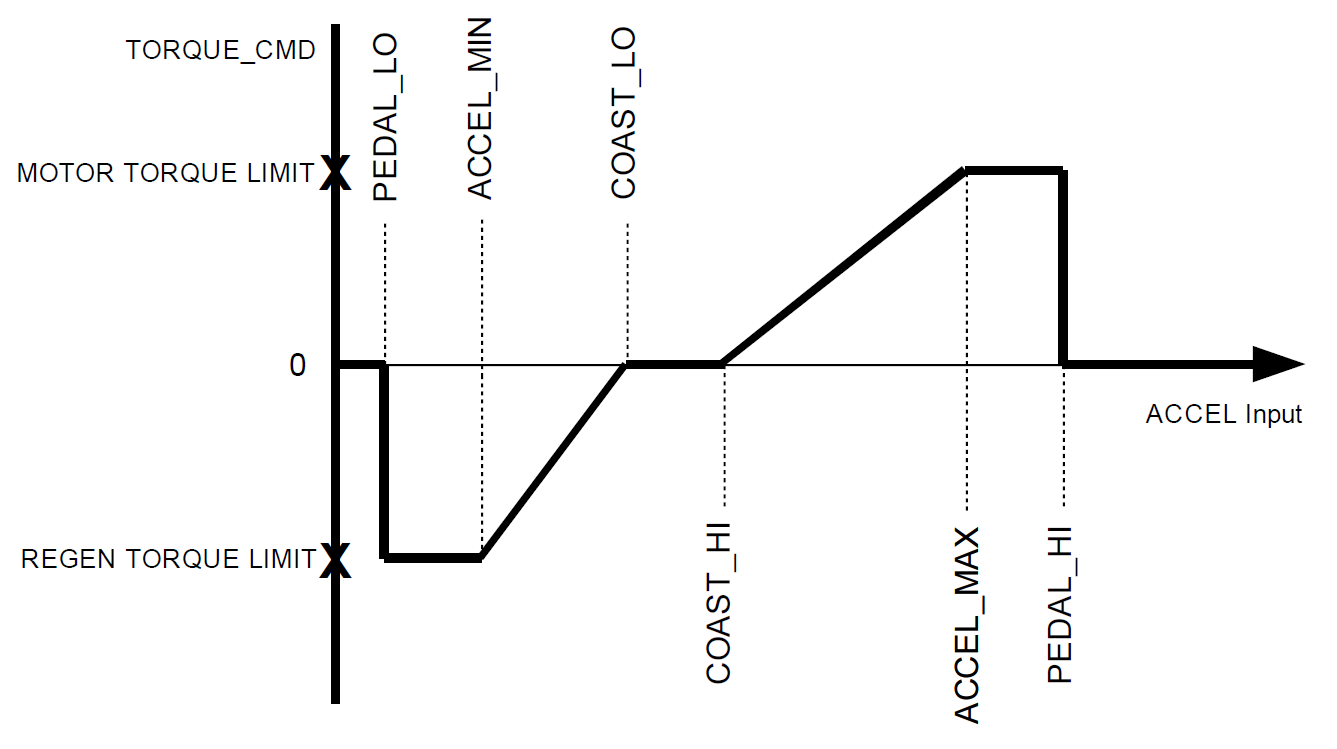 TORQUE_CMD
PEDAL_LO
ACCEL_MIN
COAST_LO
MOTOR TORQUE LIMIT
X
0
ACCEL Input
REGEN TORQUE LIMIT
X
COAST_HI
ACCEL_MAX
PEDAL_HI